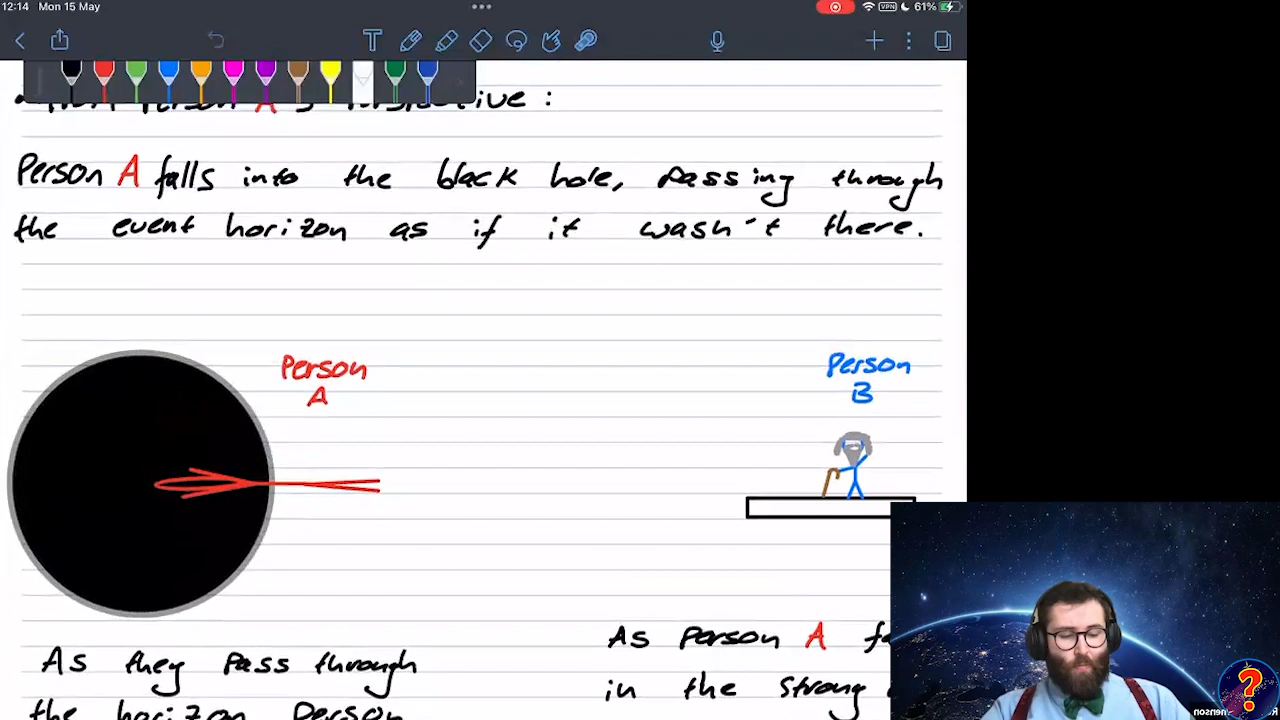 12:14 Mon 15 May
VPN 61%
Person A falls into the black hole, passing through
the event horizon as if it wasn't there.
Person
A
Person
B
As they pass through
the horizon Person
As person A
in the strong